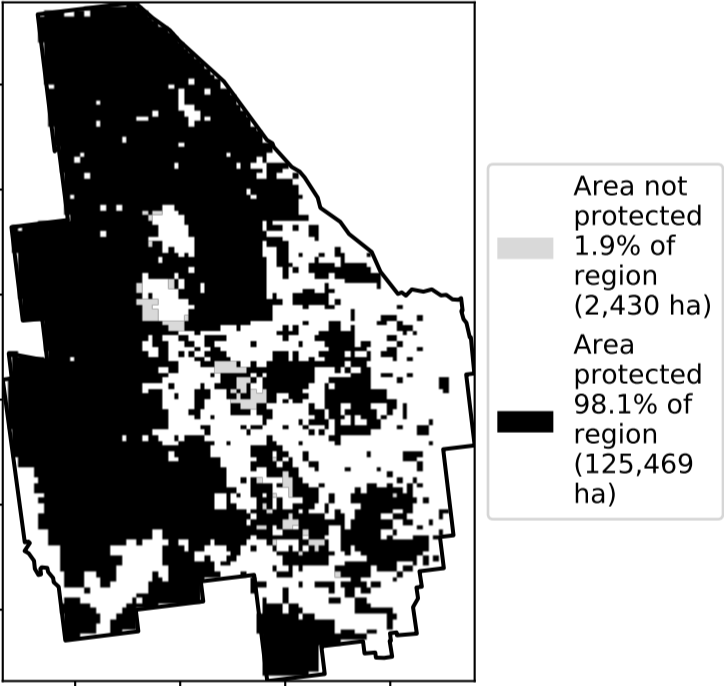 Area not
protected
1.9% of
region
(2,430 ha)
Area
protected
98.1% of
region
(125,469
ha)